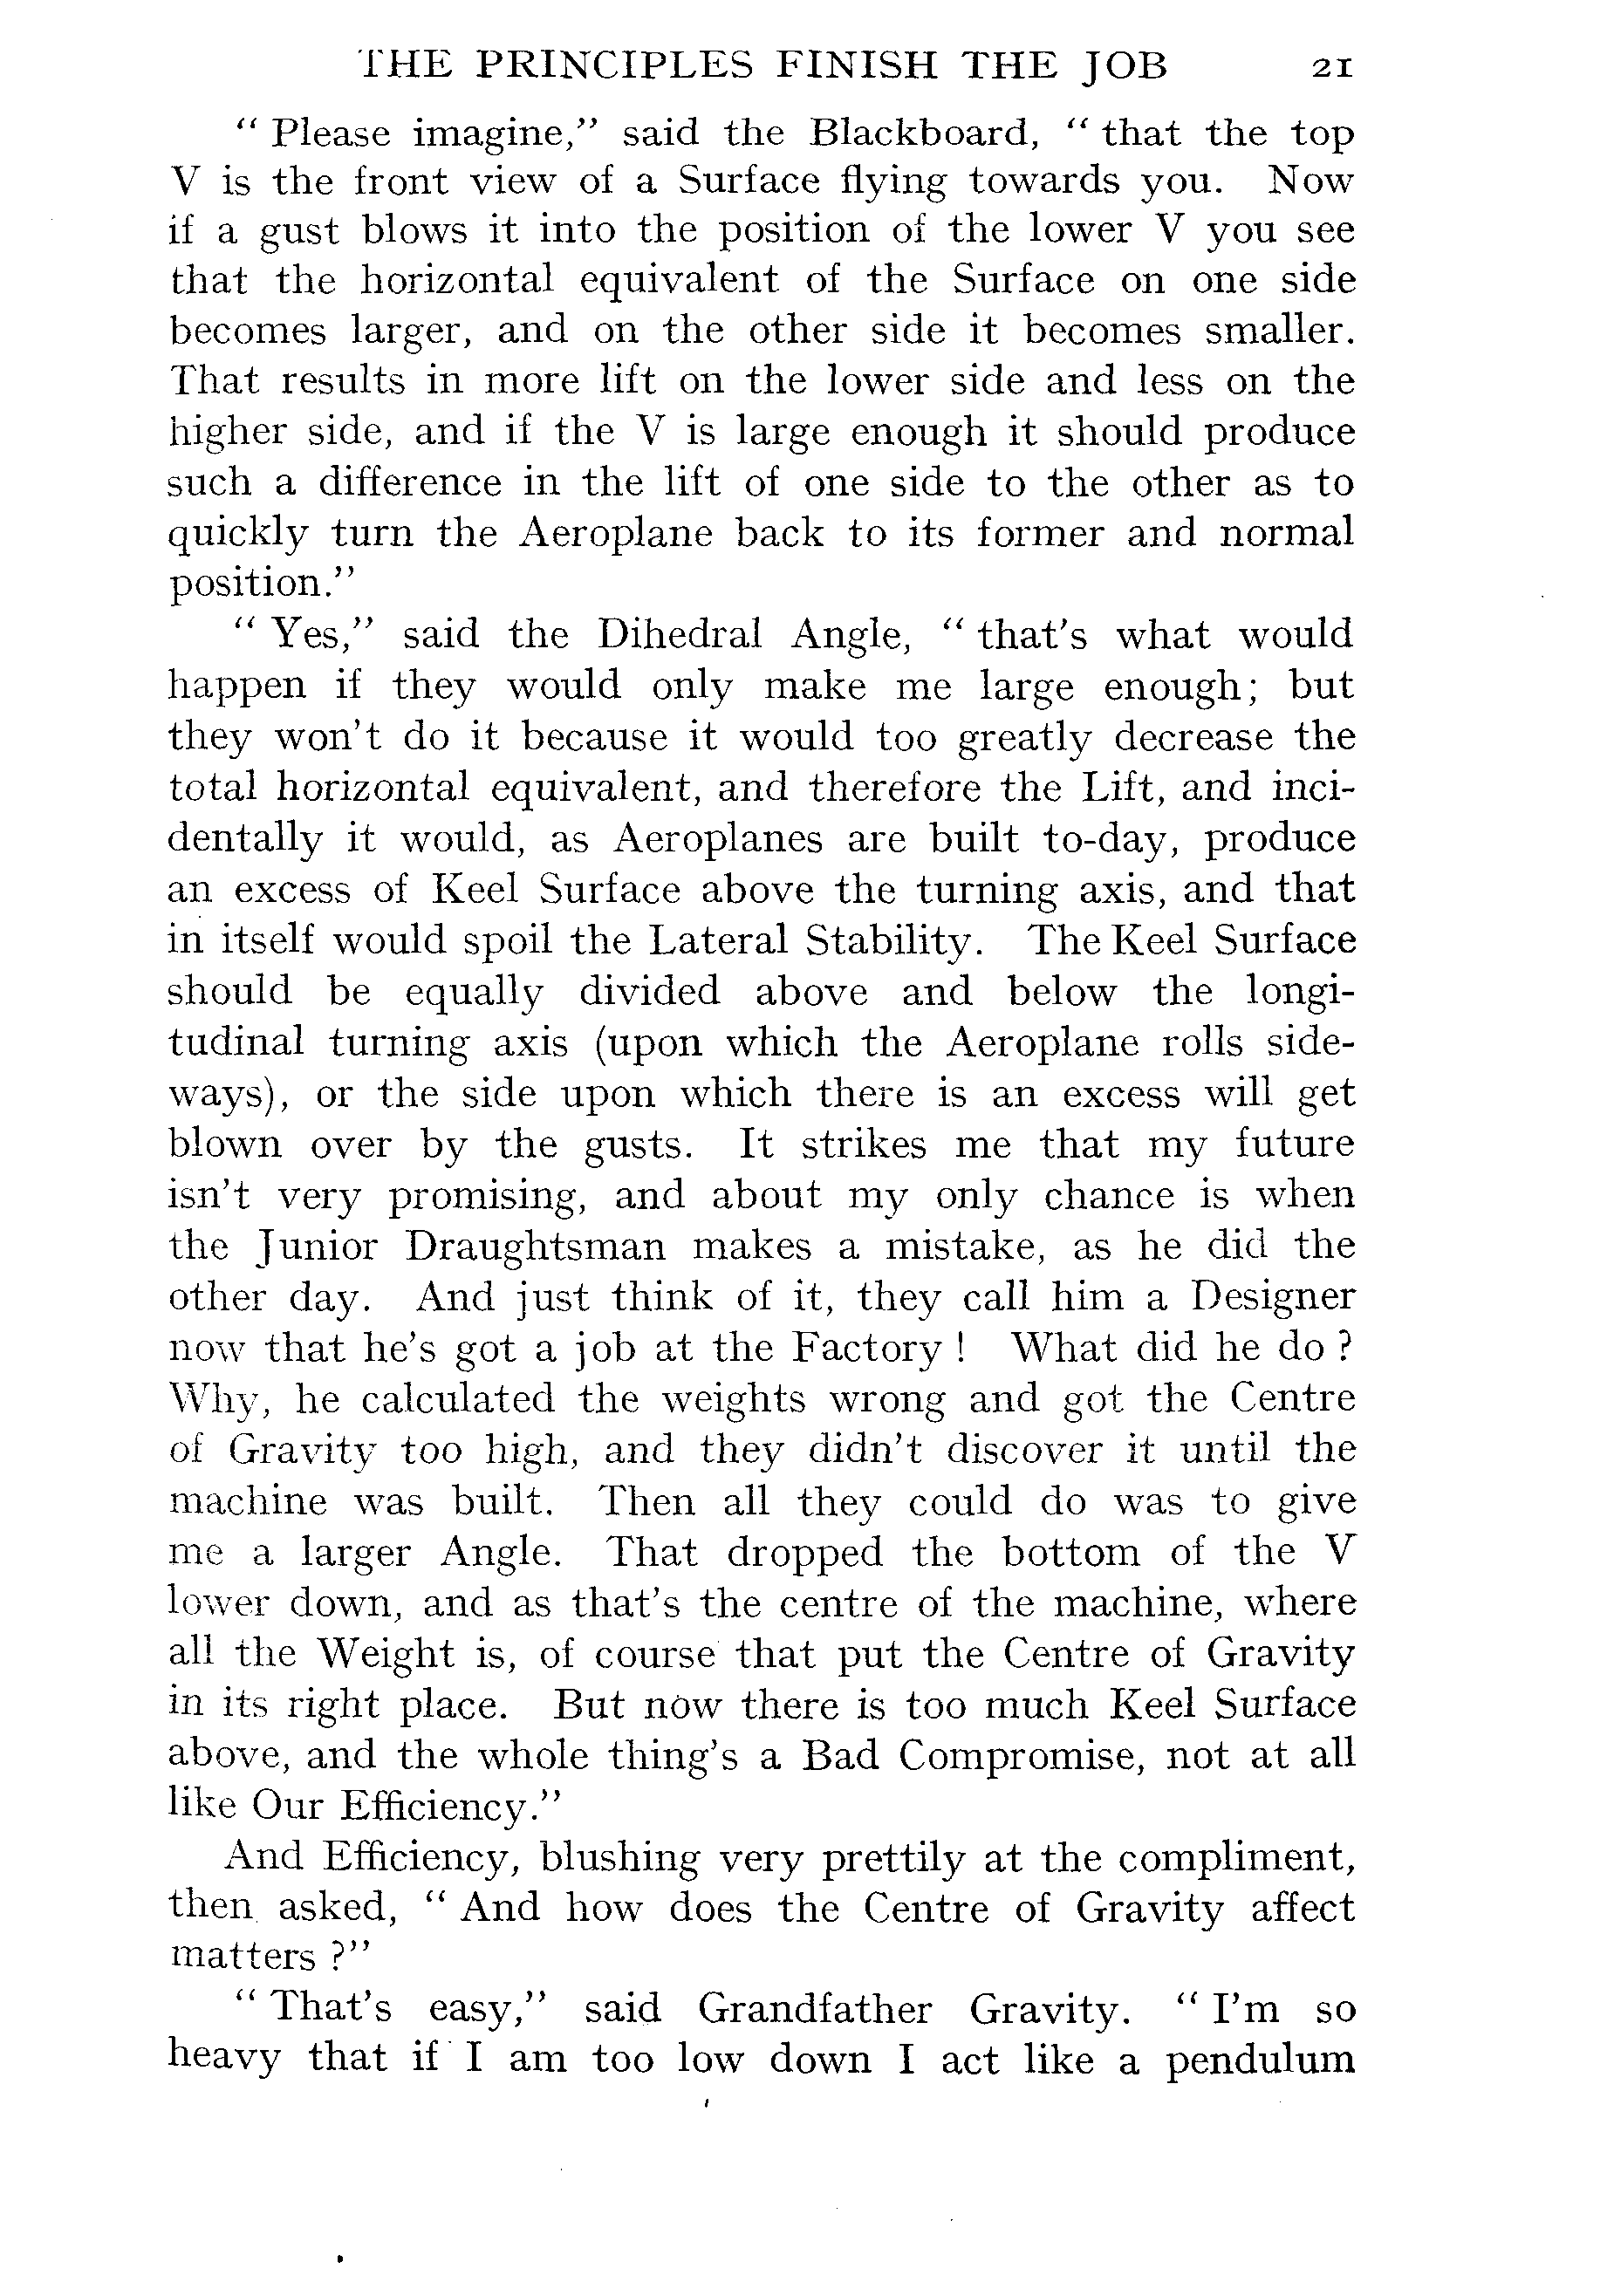 THE PRINCIPLES FINISH THE JOB 21
“ Please imagine,” said the Blackboard, “ that the top
V is the front view of a Surface flying towards you. Now
if a gust blows it into the position of the lower V you see
that the horizontal equivalent of the Surface on one side
becomes larger, and on the other side it becomes smaller.
That results in more lift on the lower side and less on the
higher side, and if the V is large enough it should produce
such a difference in the lift of one side to the other as to
quickly turn the Aeroplane back to its former and normal
position.”
“ Yes,” said the Dihedral Angle, “ that’s what would
happen if they would only make me large enough; but
they won’t do it because it would too greatly decrease the
total horizontal equivalent, and therefore the Lift, and inci-
dentally it would, as Aeroplanes are built to-day, produce
an excess of Keel Surface above the turning axis, and that
in itself would spoil the Lateral Stability. The Keel Surface
should be equally divided above and below the longi-
tudinal turning axis (upon which the Aeroplane rolls side-
ways), or the side upon which there is an excess will get
blown over by the gusts. It strikes me that my future
isn’t very promising, and about my only chance is when
the Junior Draughtsman makes a mistake, as he did the
other day. And just think of it, they call him a Designer
now that he’s got a job at the Factory ! What did he do ?
Why, he calculated the weights wrong and got the Centre
of Gravity too high, and they didn’t discover it until the
machine was built. Then all they could do was to give
me a larger Angle. That dropped the bottom of the V
lower down, and as that’s the centre of the machine, where
all the Weight is, of course that put the Centre of Gravity
in its right place. But now there is too much Keel Surface
above, and the whole thing’s a Bad Compromise, not at all
like Our Efficiency.”
And Efficiency, blushing very prettily at the compliment,
then asked, “ And how does the Centre of Gravity affect
matters ?”
“ That’s easy,” said Grandfather Gravity. “ I’m so
heavy that if I am too low down I act like a pendulum